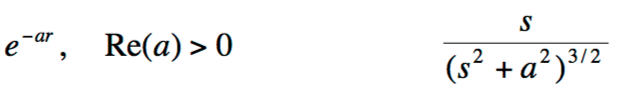 e^{-ar}, Re(a) > 0 s/(s^2 + a^2)^{3/2}